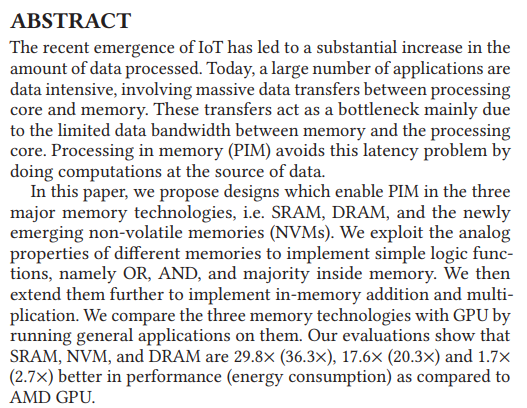 ABSTRACT
The recent emergence of IoT has led to a substantial increase in the
amount of data processed. Today, a large number of applications are
data intensive, involving massive data transfers between processing
core and memory. These transfers act as a bottleneck mainly due
to the limited data bandwidth between memory and the processing
core. Processing in memory (PIM) avoids this latency problem by
doing computations at the source of data.
In this paper, we propose designs which enable PIM in the three
major memory technologies, i.e. SRAM, DRAM, and the newly
emerging non-volatile memories (NVMs). We exploit the analog
properties of different memories to implement simple logic func-
tions, namely OR, AND, and majority inside memory. We then
extend them further to implement in-memory addition and multi-
plication. We compare the three memory technologies with GPU by
running general applications on them. Our evaluations show that
SRAM, NVM, and DRAM are 29.8× (36.3×), 17.6× (20.3×) and 1.7×
(2.7×) better in performance (energy consumption) as compared to
AMD GPU.